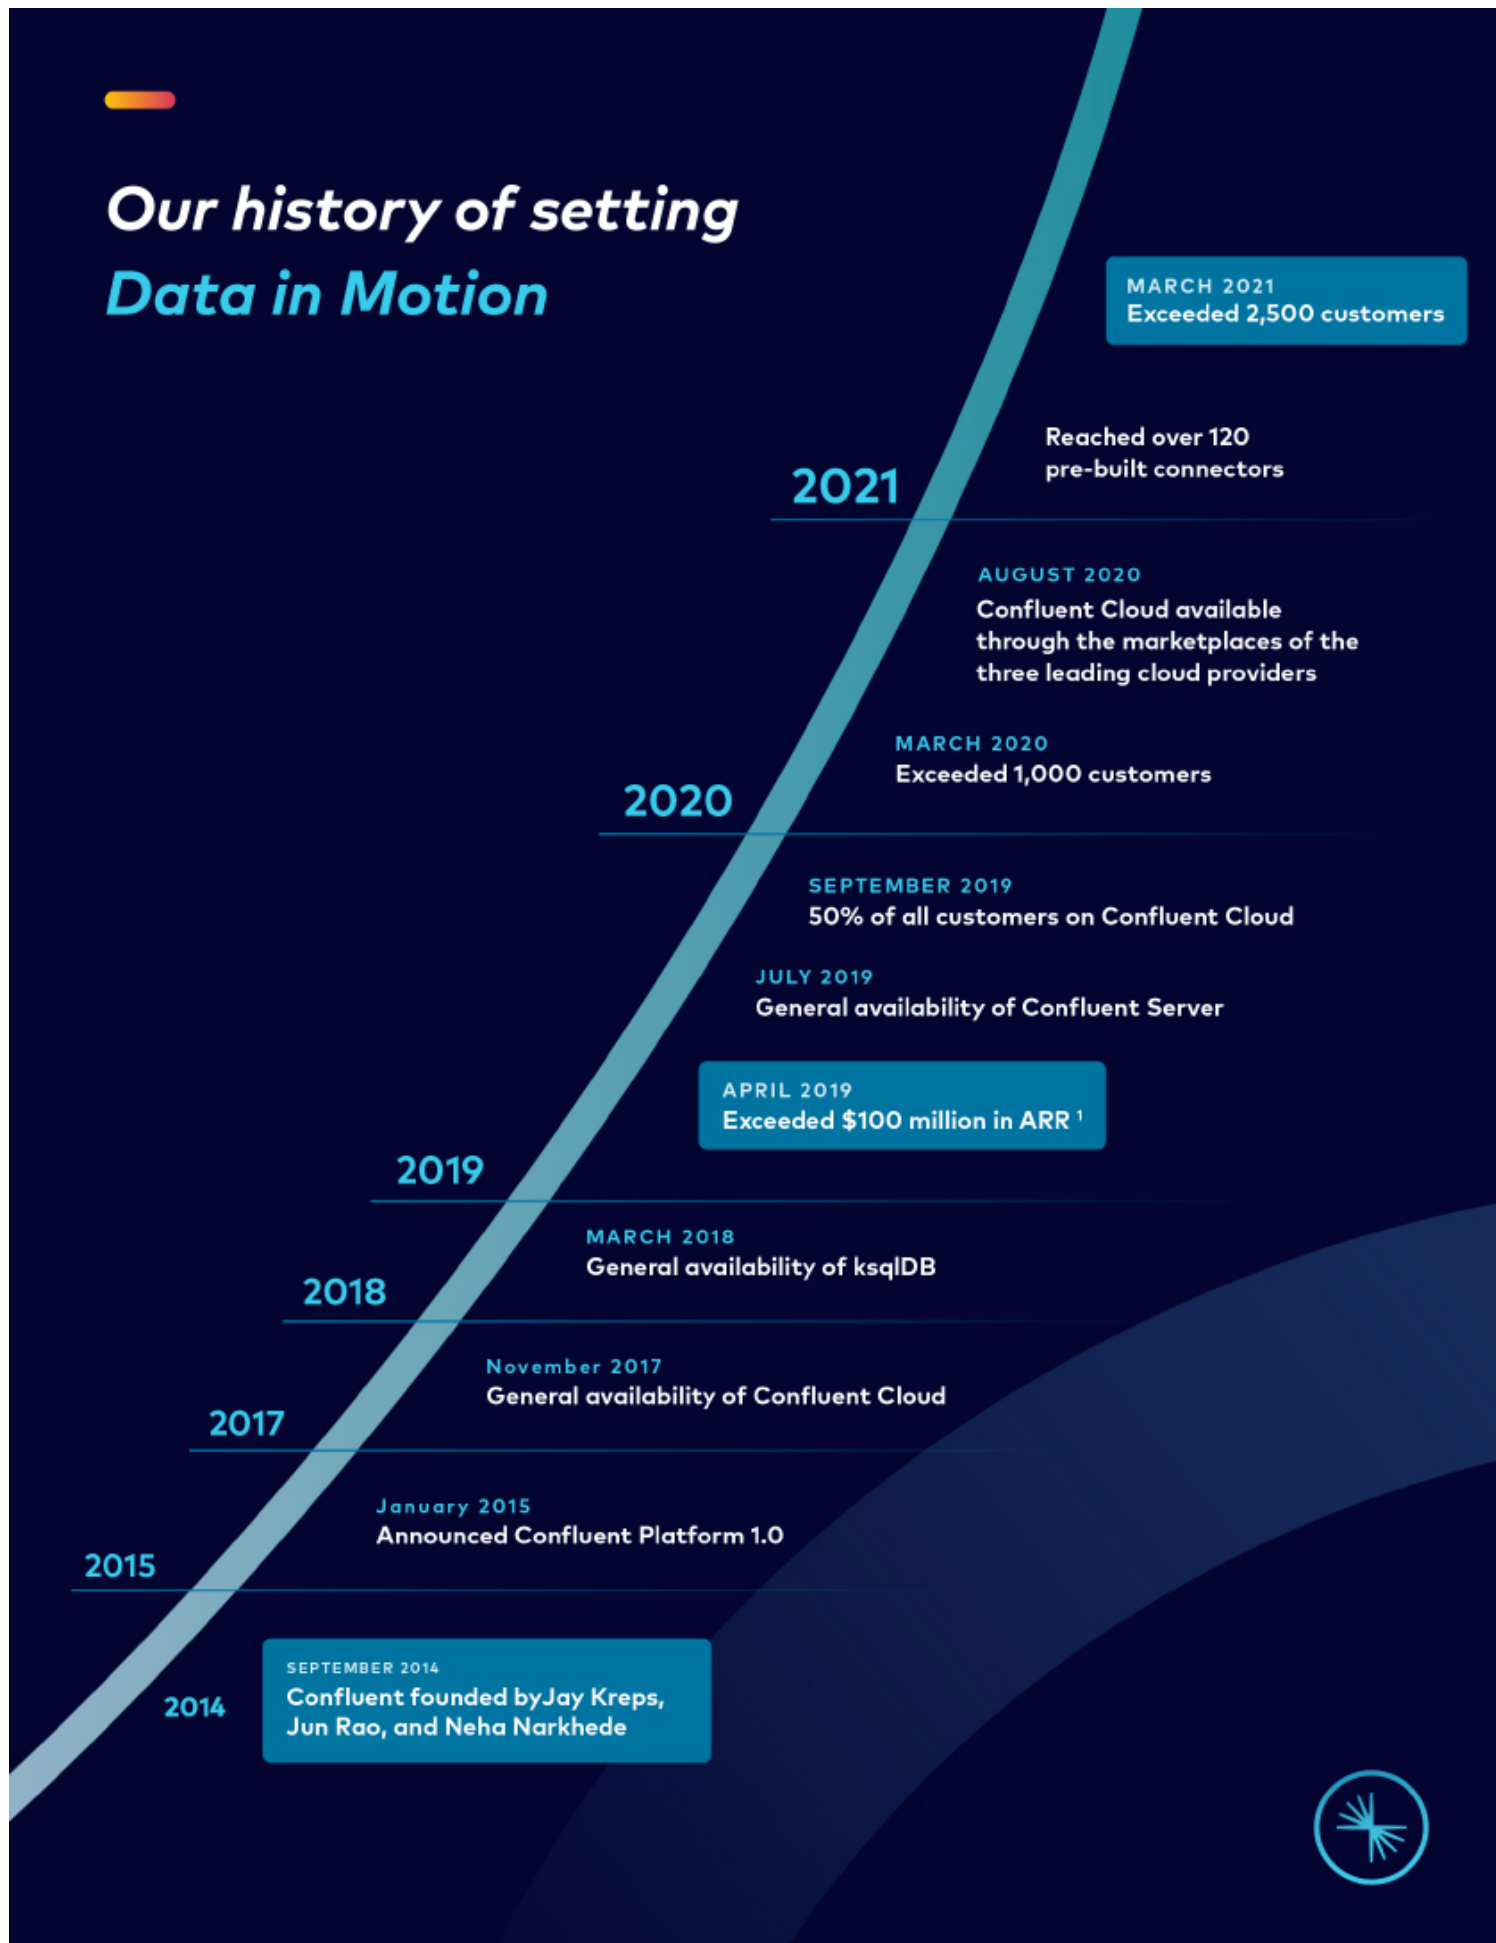 Our history of setting
Data in Motion
MARCH 2021
Exceeded 2,500 customers
Reached over 120
pre-built connectors
2021
AUGUST 2020
Confluent Cloud available
through the marketplaces of the
three leading cloud providers
MARCH 2020
Exceeded 1,000 customers
2020
SEPTEMBER 2019
50% of all customers on Confluent Cloud
JULY 2019
General availability of Confluent Server
APRIL 2019
Exceeded $100 million in ARR ¹
2019
MARCH 2018
General availability of ksqlDB
2018
November 2017
General availability of Confluent Cloud
2017
January 2015
Announced Confluent Platform 1.0
2015
SEPTEMBER 2014
Confluent founded byJay Kreps,
Jun Rao, and Neha Narkhede
2014